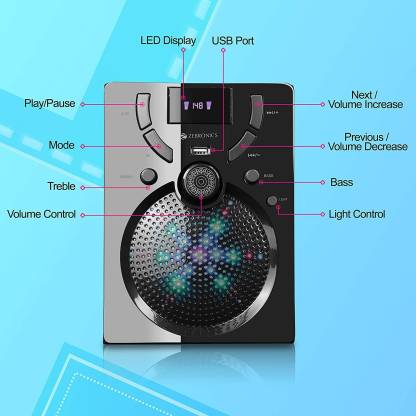 LED Display
USB Port
148
Play/Pause
Next /
Volume Increase
ZEBRONICS
Mode
Previous /
Volume Decrease
Treble
BASS
Bass
Volume Control
Light Control